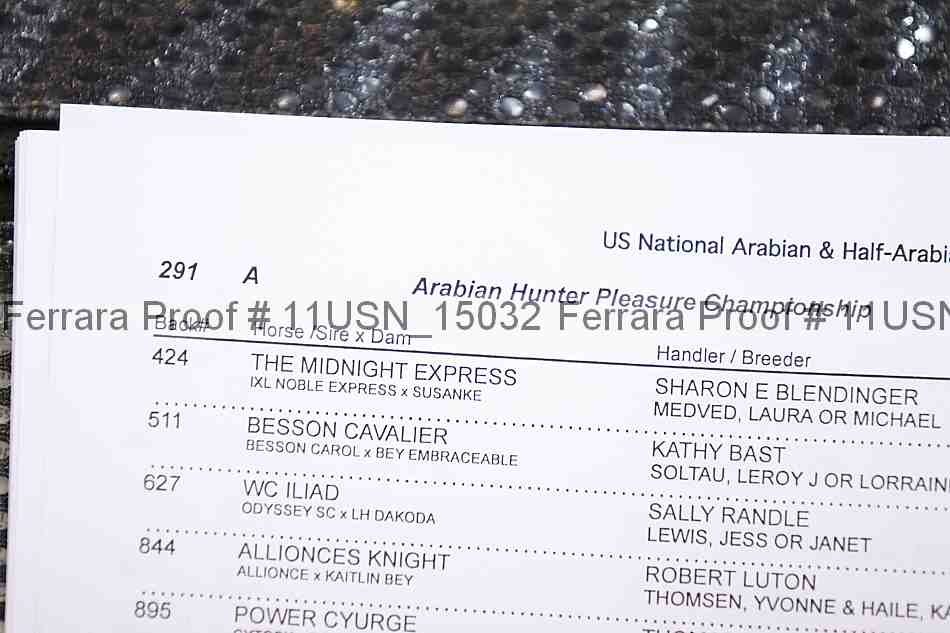 US National Arabian & Half-Arabi
291 A
Arabian Hunter Pleasure Championship
Ferrara Proof # 11USN_15032 Ferrara Proof # 11USN
Back# Horse /Sire x Dam
Handler / Breeder
424 THE MIDNIGHT EXPRESS SHARON E BLENDINGER
IXL NOBLE EXPRESS x SUSANKE MEDVED, LAURA OR MICHAEL
511 BESSON CAVALIER KATHY BAST
BESSON CAROL x BEY EMBRACEABLE SOLTAU, LEROY J OR LORRAIN
627 WC ILIAD SALLY RANDLE
ODYSSEY SC x LH DAKODA LEWIS, JESS OR JANET
844 ALLIONCES KNIGHT ROBERT LUTON
ALLIONCE x KAITLIN BEY THOMSEN, YVONNE & HAILE, KA
895 POWER CYURGE